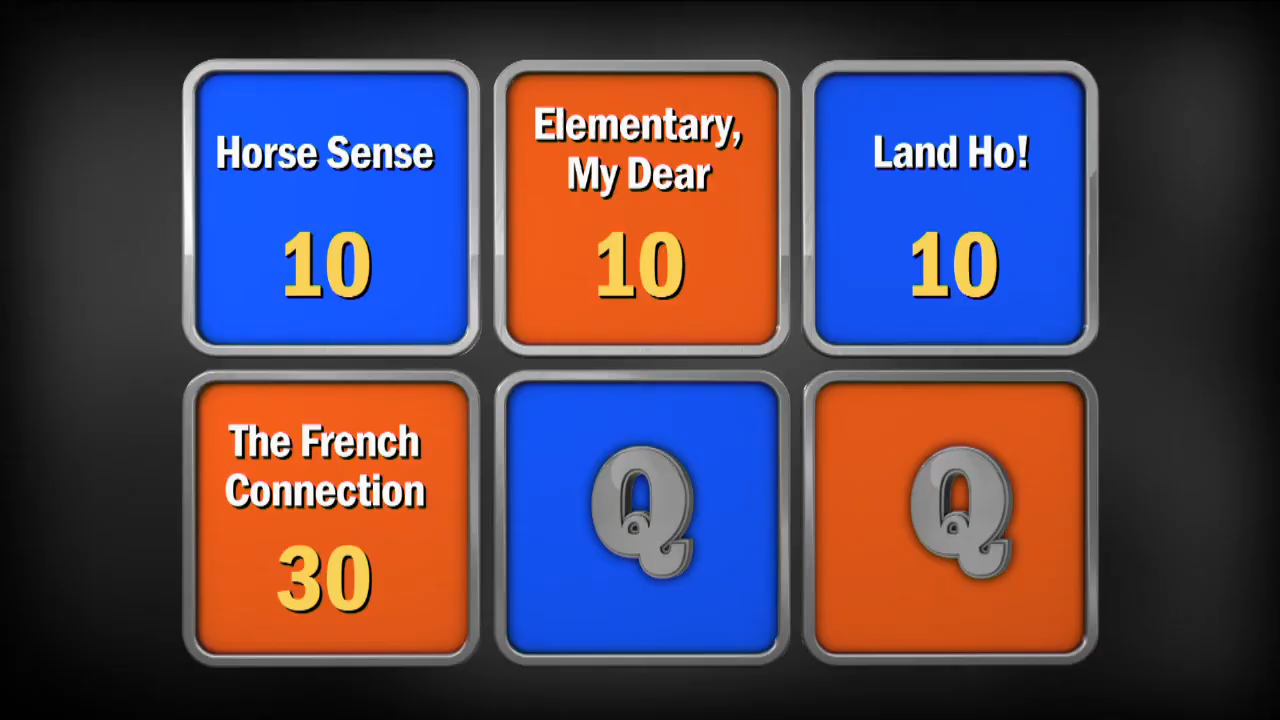 Horse Sense
10
Elementary,
My Dear
10
Land Ho!
10
The French
Connection
30
Q
Q